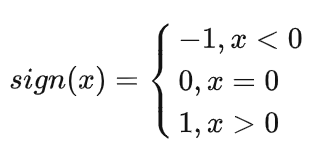 −1, x < 0
sign(x) = { 0, x = 0
1, x > 0